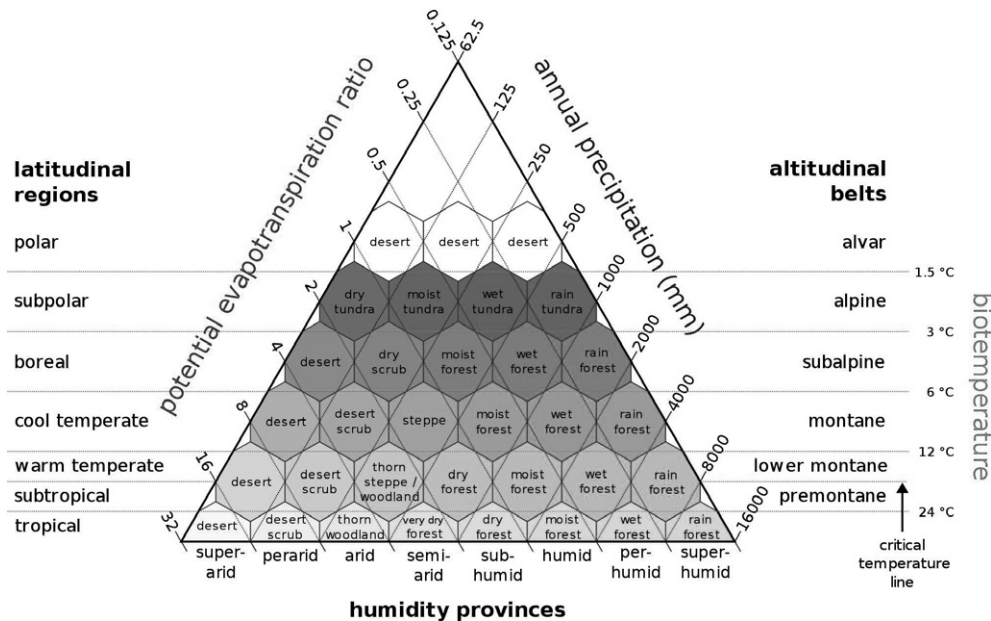 0.125
62.5
0.25
125
0.5
250
1
500
2
1000
4
2000
8
4000
16
8000
32
16000
potential evapotranspiration ratio
annual precipitation (mm)
latitudinal
regions
altitudinal
belts
polar
desert
desert
desert
alvar
1.5 °C
subpolar
dry
tundra
moist
tundra
wet
tundra
rain
tundra
alpine
3 °C
boreal
desert
dry
scrub
moist
forest
wet
forest
rain
forest
subalpine
6 °C
cool temperate
desert
desert
scrub
steppe
moist
forest
wet
forest
rain
forest
montane
12 °C
warm temperate
subtropical
desert
desert
scrub
thorn
steppe /
woodland
dry
forest
moist
forest
wet
forest
rain
forest
lower montane
premontane
24 °C
tropical
desert
desert
scrub
thorn
woodland
very dry
forest
dry
forest
moist
forest
wet
forest
rain
forest
biotemperature
critical
temperature
line
super-
arid
perarid
arid
semi-
arid
sub-
humid
humid
per-
humid
super-
humid
humidity provinces